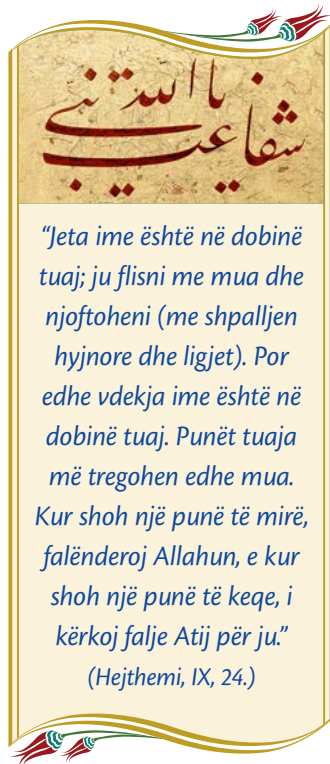 شفاعت يا نبي الله
“Jeta ime është në dobinë
tuaj; ju flisni me mua dhe
njoftoheni (me shpalljen
hyjnore dhe ligjet). Por
edhe vdekja ime është në
dobinë tuaj. Punët tuaja
më tregohen edhe mua.
Kur shoh një punë të mirë,
falënderoj Allahun, e kur
shoh një punë të keqe, i
kërkoj falje Atij për ju.”
(Hejthemi, IX, 24.)